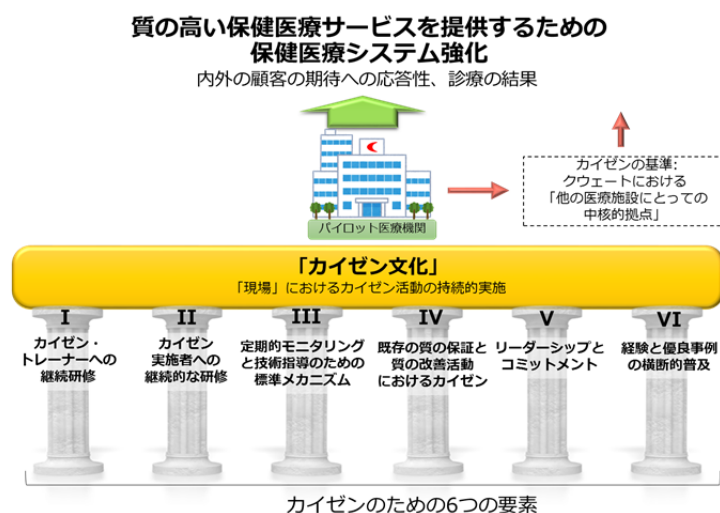 質の高い保健医療サービスを提供するための
保健医療システム強化
内外の顧客の期待への応答性、診療の結果
カイゼンの基準:
クウェートにおける
「他の医療施設にとっての
中核的拠点」
パイロット医療機関
「カイゼン文化」
「現場」におけるカイゼン活動の持続的実施
I
カイゼン・
トレーナーへの
継続研修
II
カイゼン
実施者への
継続的な研修
III
定期的モニタリング
と技術指導のための
標準メカニズム
IV
既存の質の保証と
質の改善活動
におけるカイゼン
V
リーダーシップと
コミットメント
VI
経験と優良事例
の横断的普及
カイゼンのための6つの要素